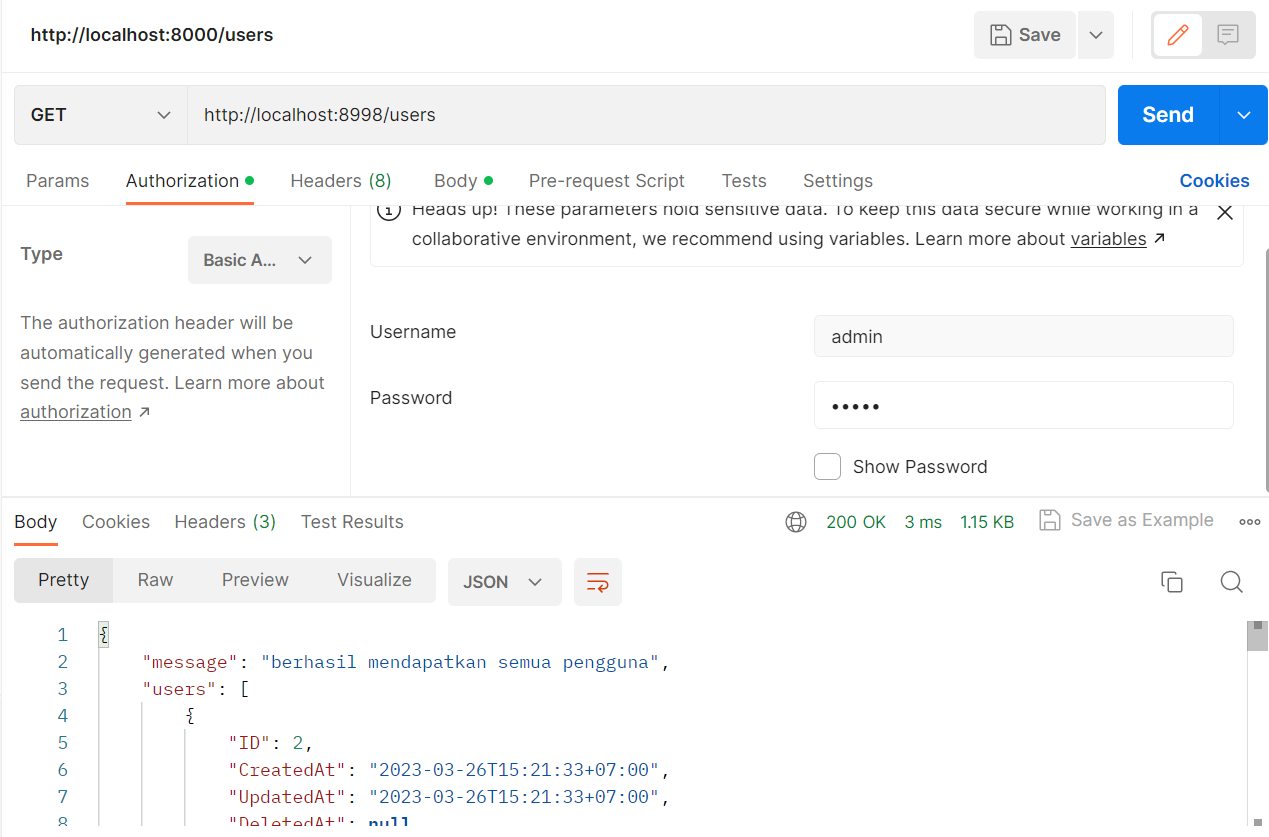 http://localhost:8000/users
Save
GET
http://localhost:8998/users
Send
Params
Authorization
Headers (8)
Body
Pre-request Script
Tests
Settings
Cookies
Heads up! These parameters hold sensitive data. To keep this data secure while working in a
collaborative environment, we recommend using variables. Learn more about variables ↗
Type
Basic A...
The authorization header will be
automatically generated when you
send the request. Learn more about
authorization ↗
Username
admin
Password
•••••
Show Password
Body
Cookies
Headers (3)
Test Results
200 OK
3 ms
1.15 KB
Save as Example
Pretty
Raw
Preview
Visualize
JSON
1 {
2 "message": "berhasil mendapatkan semua pengguna",
3 "users": [
4 {
5 "ID": 2,
6 "CreatedAt": "2023-03-26T15:21:33+07:00",
7 "UpdatedAt": "2023-03-26T15:21:33+07:00",
8 "DeletedAt": null